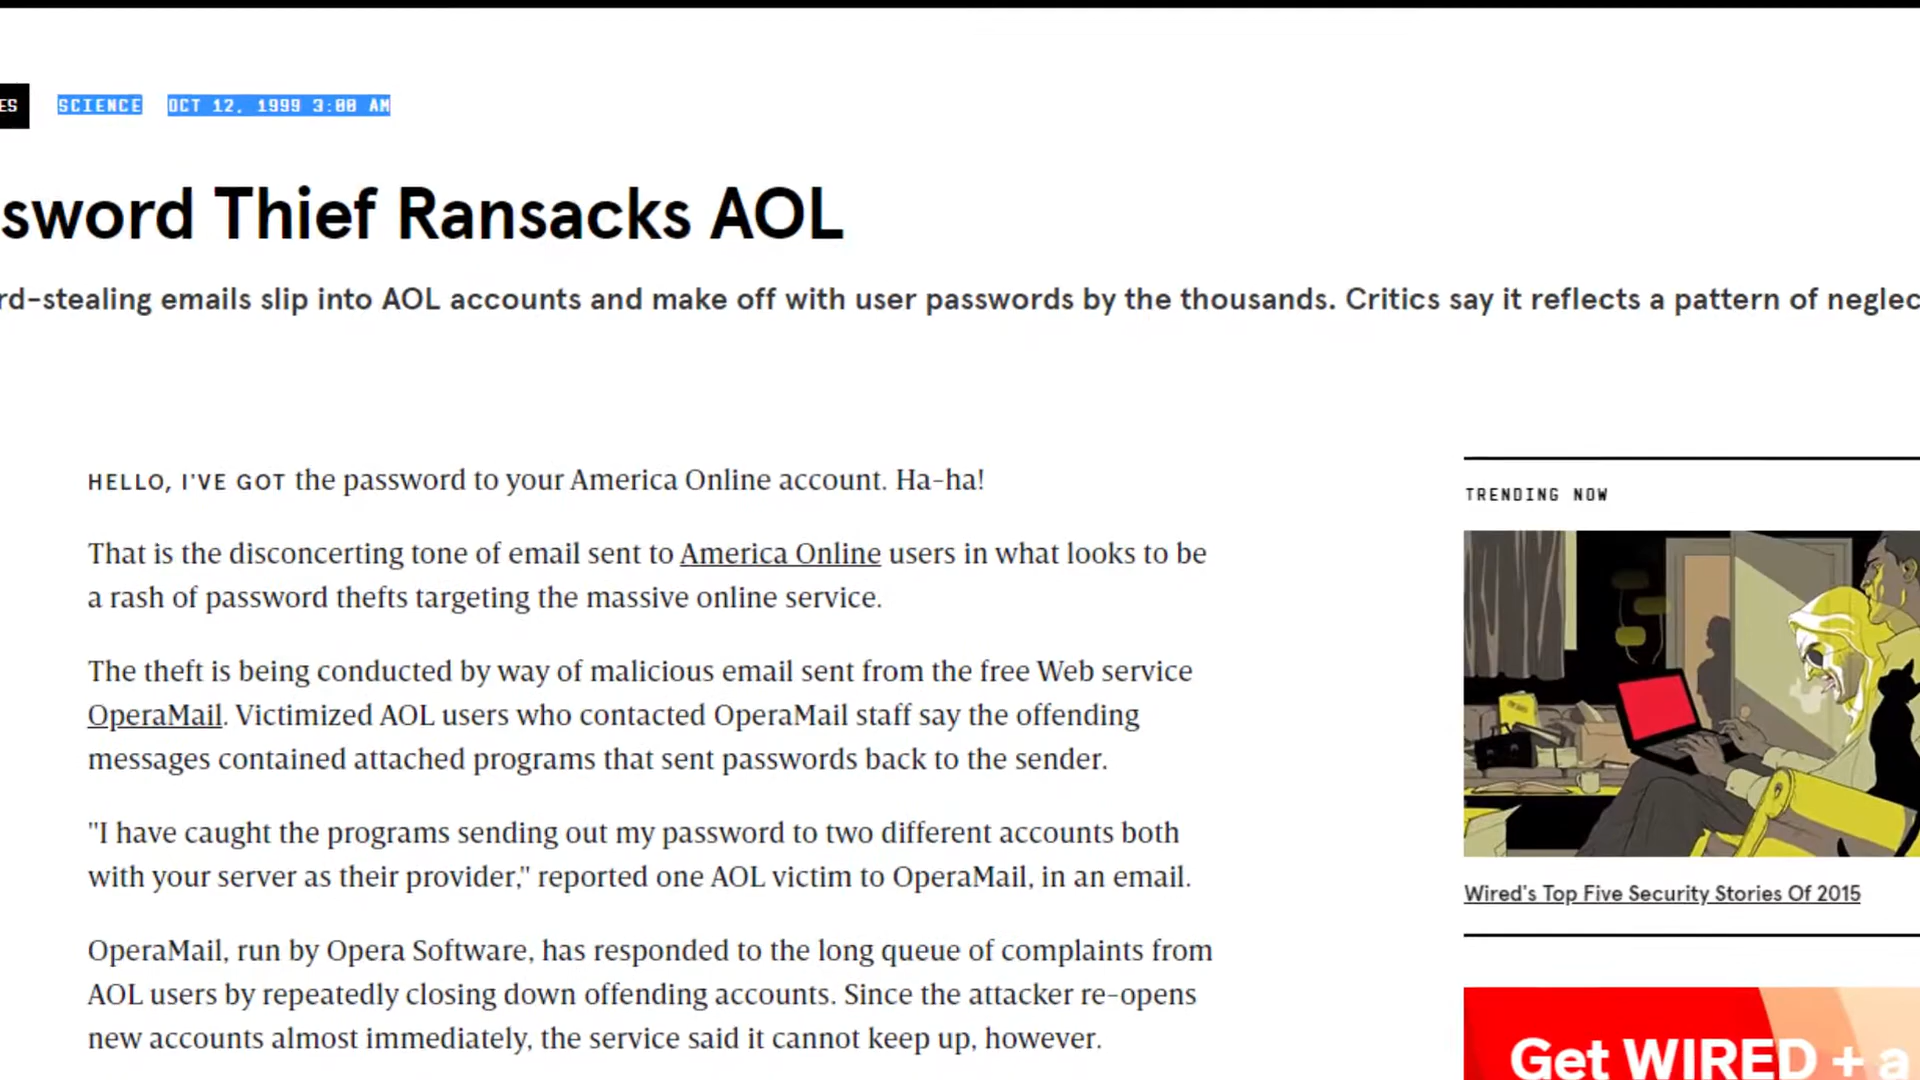 ES SCIENCE OCT 12, 1999 3:00 AM
sword Thief Ransacks AOL
rd-stealing emails slip into AOL accounts and make off with user passwords by the thousands. Critics say it reflects a pattern of neglec
HELLO, I'VE GOT the password to your America Online account. Ha-ha!
That is the disconcerting tone of email sent to America Online users in what looks to be
a rash of password thefts targeting the massive online service.
The theft is being conducted by way of malicious email sent from the free Web service
OperaMail. Victimized AOL users who contacted OperaMail staff say the offending
messages contained attached programs that sent passwords back to the sender.
"I have caught the programs sending out my password to two different accounts both
with your server as their provider," reported one AOL victim to OperaMail, in an email.
OperaMail, run by Opera Software, has responded to the long queue of complaints from
AOL users by repeatedly closing down offending accounts. Since the attacker re-opens
new accounts almost immediately, the service said it cannot keep up, however.
TRENDING NOW
Wired's Top Five Security Stories Of 2015
Get WIRED + a